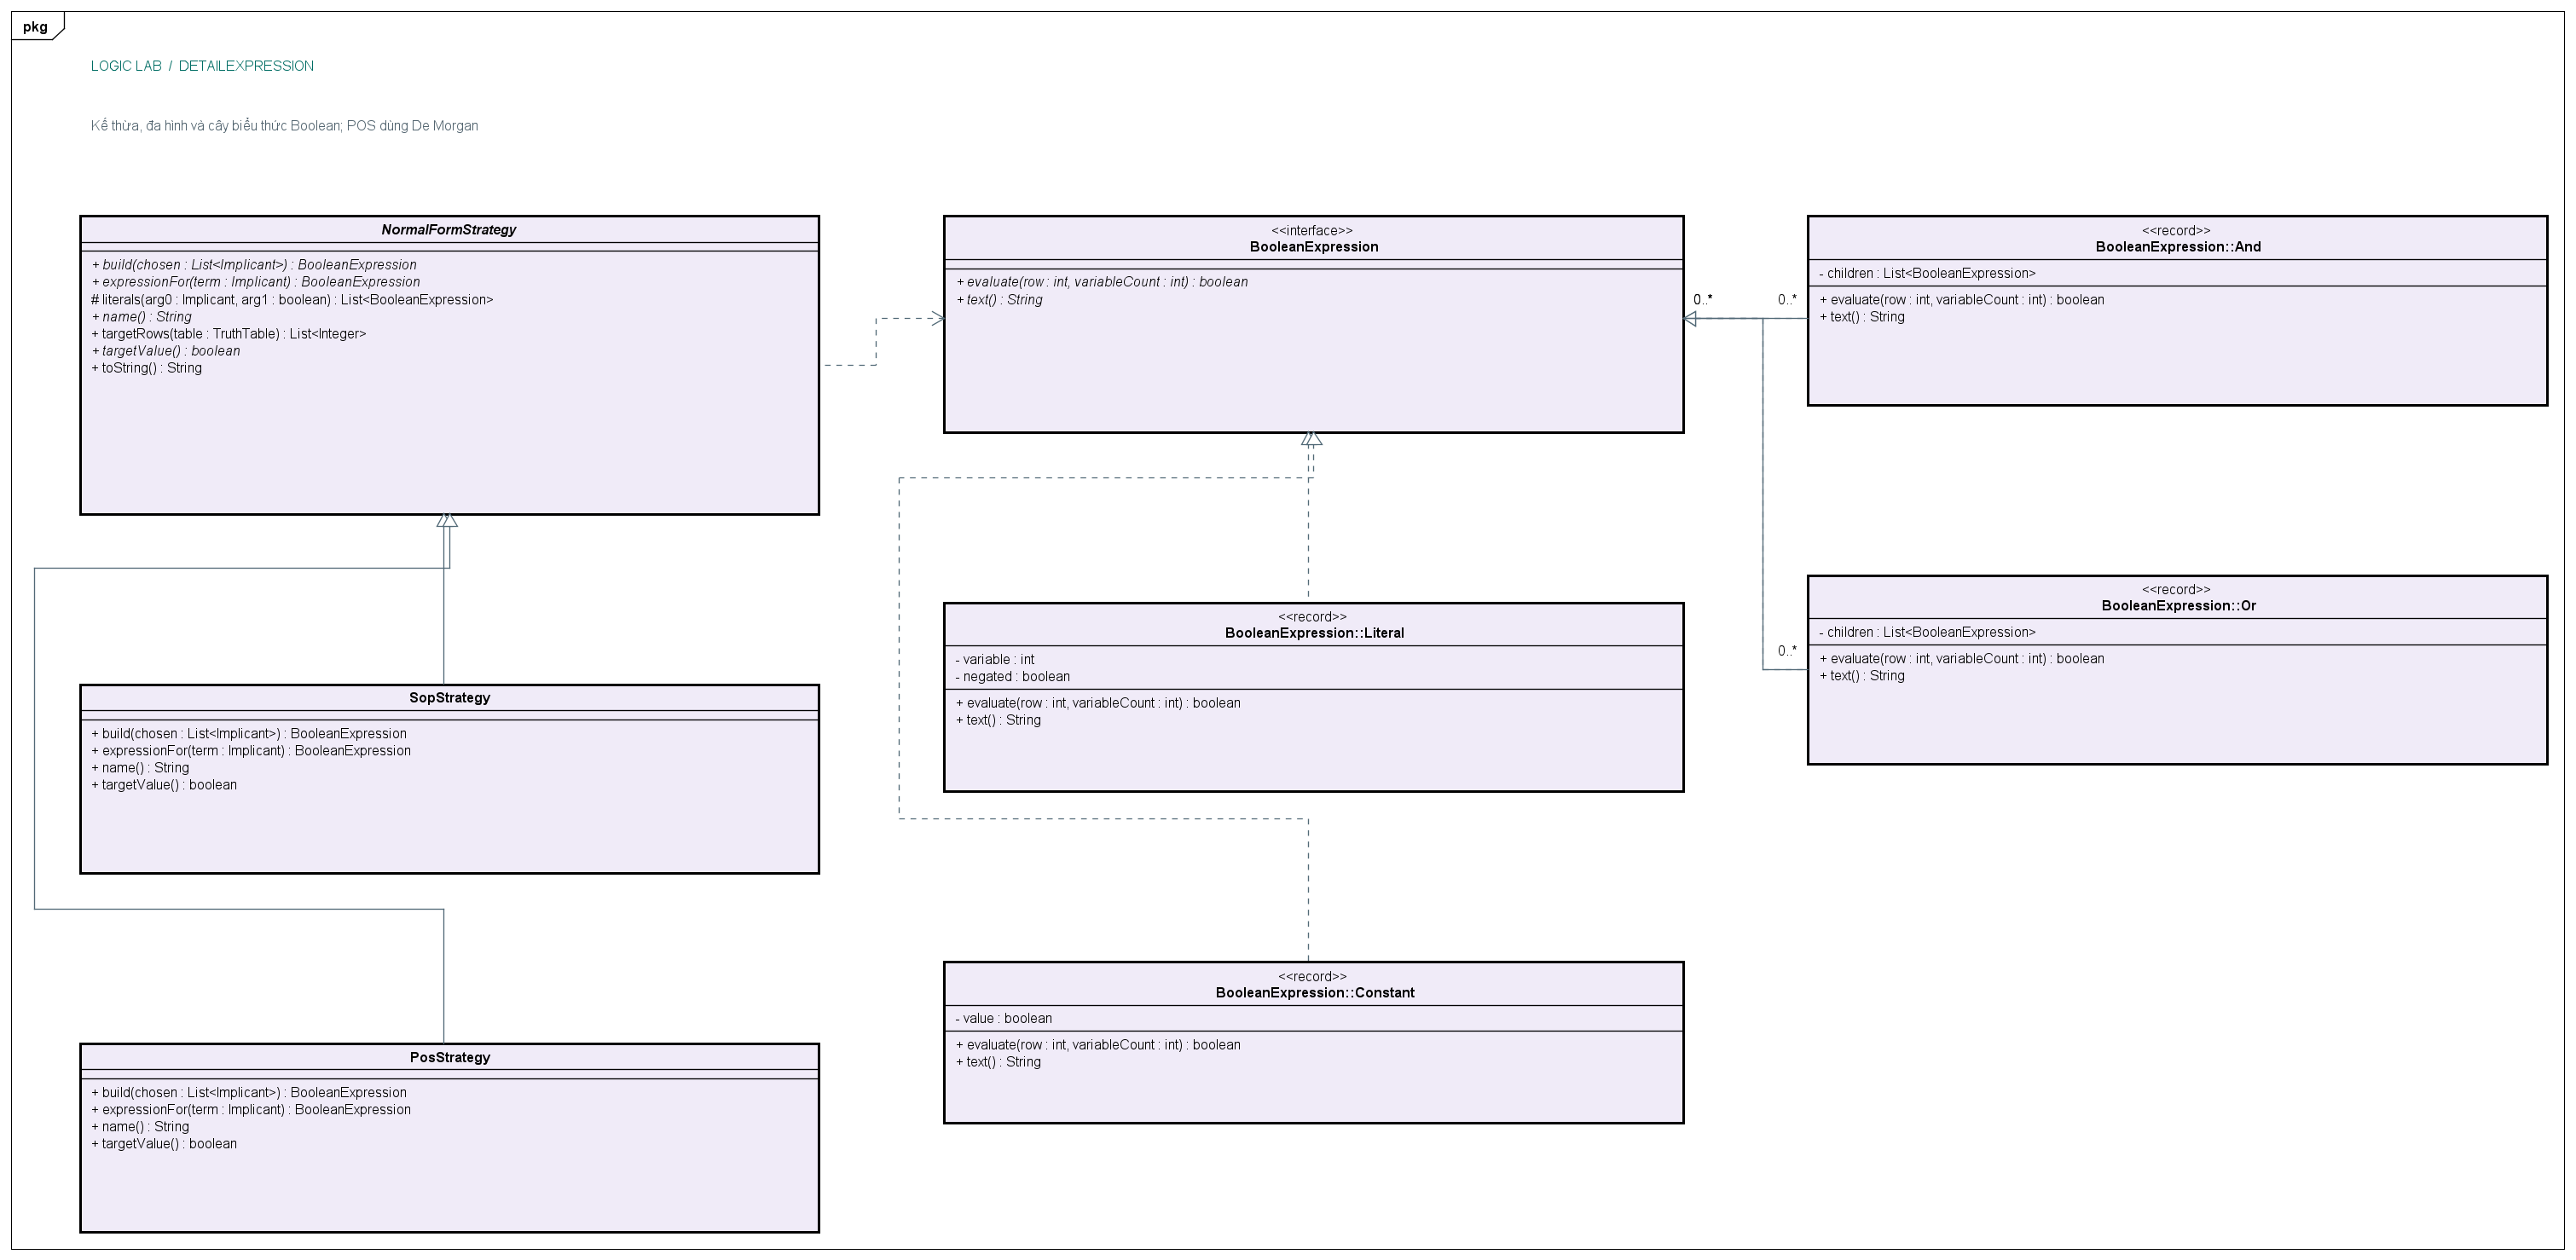 pkg
LOGIC LAB / DETAILEXPRESSION
Kế thừa, đa hình và cây biểu thức Boolean; POS dùng De Morgan
NormalFormStrategy
+ build(chosen : List<Implicant>) : BooleanExpression
+ expressionFor(term : Implicant) : BooleanExpression
# literals(arg0 : Implicant, arg1 : boolean) : List<BooleanExpression>
+ name() : String
+ targetRows(table : TruthTable) : List<Integer>
+ targetValue() : boolean
+ toString() : String
<<interface>>
BooleanExpression
+ evaluate(row : int, variableCount : int) : boolean
+ text() : String
0..*
0..*
<<record>>
BooleanExpression::And
- children : List<BooleanExpression>
+ evaluate(row : int, variableCount : int) : boolean
+ text() : String
SopStrategy
+ build(chosen : List<Implicant>) : BooleanExpression
+ expressionFor(term : Implicant) : BooleanExpression
+ name() : String
+ targetValue() : boolean
<<record>>
BooleanExpression::Literal
- variable : int
- negated : boolean
+ evaluate(row : int, variableCount : int) : boolean
+ text() : String
0..*
<<record>>
BooleanExpression::Or
- children : List<BooleanExpression>
+ evaluate(row : int, variableCount : int) : boolean
+ text() : String
PosStrategy
+ build(chosen : List<Implicant>) : BooleanExpression
+ expressionFor(term : Implicant) : BooleanExpression
+ name() : String
+ targetValue() : boolean
<<record>>
BooleanExpression::Constant
- value : boolean
+ evaluate(row : int, variableCount : int) : boolean
+ text() : String